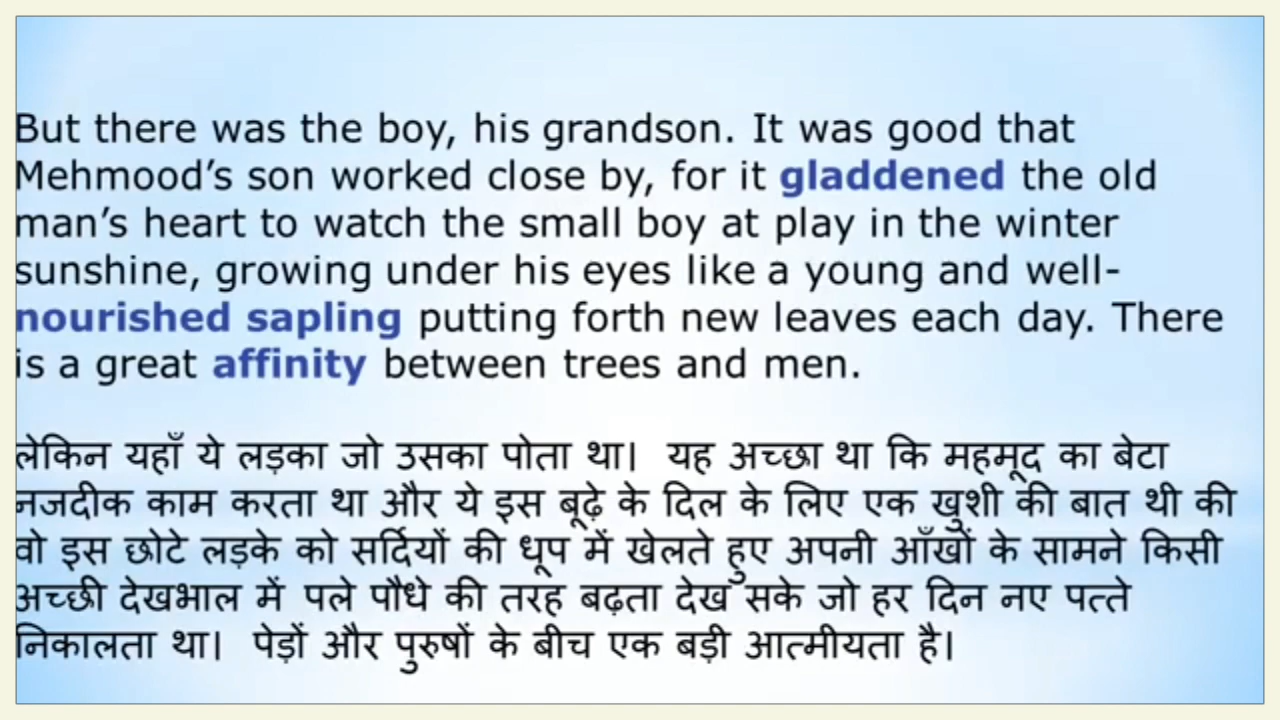 But there was the boy, his grandson. It was good that
Mehmood’s son worked close by, for it gladdened the old
man’s heart to watch the small boy at play in the winter
sunshine, growing under his eyes like a young and well-
nourished sapling putting forth new leaves each day. There
is a great affinity between trees and men.
लेकिन यहाँ ये लड़का जो उसका पोता था। यह अच्छा था कि महमूद का बेटा
नजदीक काम करता था और ये इस बूढ़े के दिल के लिए एक खुशी की बात थी की
वो इस छोटे लड़के को सर्दियों की धूप में खेलते हुए अपनी आँखों के सामने किसी
अच्छी देखभाल में पले पौधे की तरह बढ़ता देख सके जो हर दिन नए पत्ते
निकालता था। पेड़ों और पुरुषों के बीच एक बड़ी आत्मीयता है।